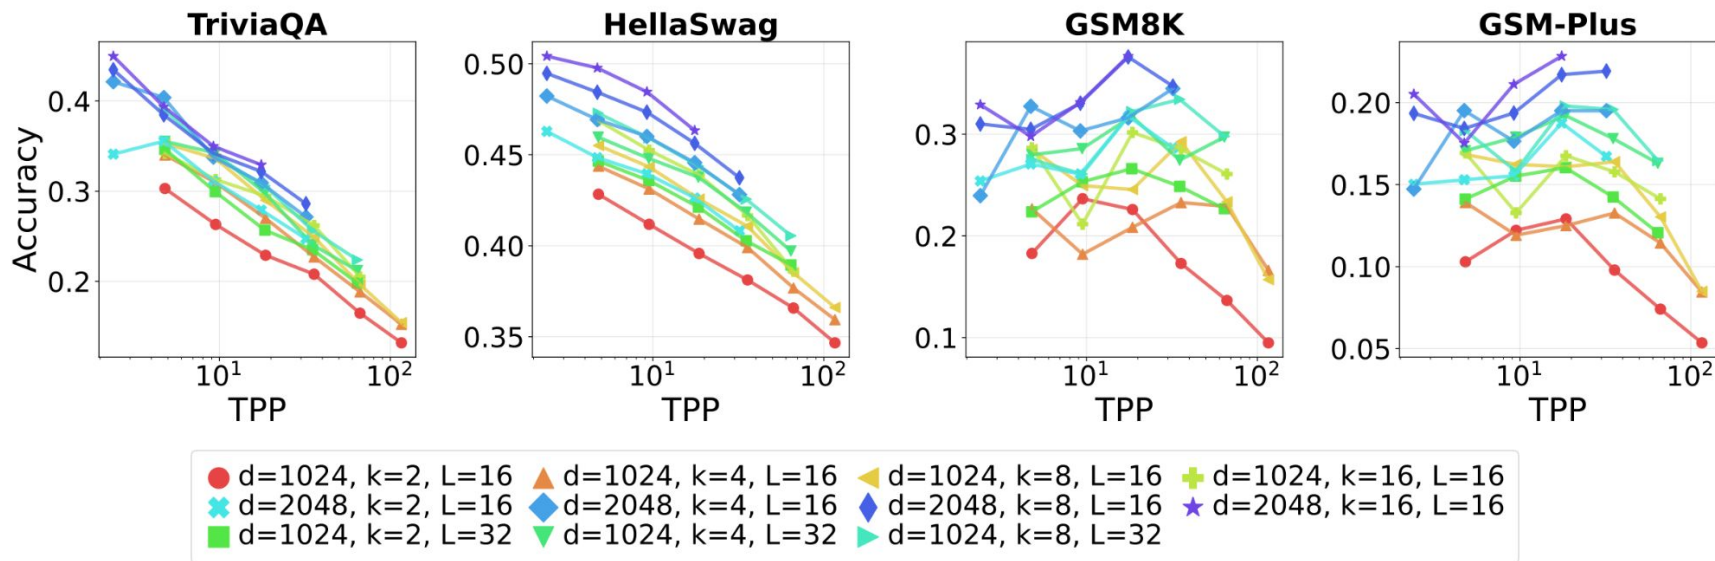 TriviaQA HellaSwag GSM8K GSM-Plus
Accuracy
0.4
0.3
0.2
10¹ 10²
TPP
0.50
0.45
0.40
0.35
10¹ 10²
TPP
0.3
0.2
0.1
10¹ 10²
TPP
0.20
0.15
0.10
0.05
10¹ 10²
TPP
d=1024, k=2, L=16 d=1024, k=4, L=16 d=1024, k=8, L=16 d=1024, k=16, L=16
d=2048, k=2, L=16 d=2048, k=4, L=16 d=2048, k=8, L=16 d=2048, k=16, L=16
d=1024, k=2, L=32 d=1024, k=4, L=32 d=1024, k=8, L=32